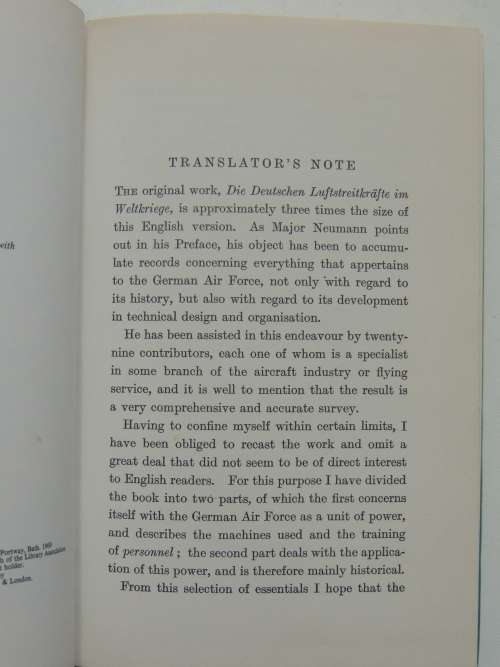 with
Portway, Bath. 1969
of the Library Association
holder.
& London.
TRANSLATOR'S NOTE
THE original work, Die Deutschen Luftstreitkräfte im
Weltkriege, is approximately three times the size of
this English version. As Major Neumann points
out in his Preface, his object has been to accumu-
late records concerning everything that appertains
to the German Air Force, not only with regard to
its history, but also with regard to its development
in technical design and organisation.
He has been assisted in this endeavour by twenty-
nine contributors, each one of whom is a specialist
in some branch of the aircraft industry or flying
service, and it is well to mention that the result is
a very comprehensive and accurate survey.
Having to confine myself within certain limits, I
have been obliged to recast the work and omit a
great deal that did not seem to be of direct interest
to English readers. For this purpose I have divided
the book into two parts, of which the first concerns
itself with the German Air Force as a unit of power,
and describes the machines used and the training
of personnel; the second part deals with the applica-
tion of this power, and is therefore mainly historical.
From this selection of essentials I hope that the